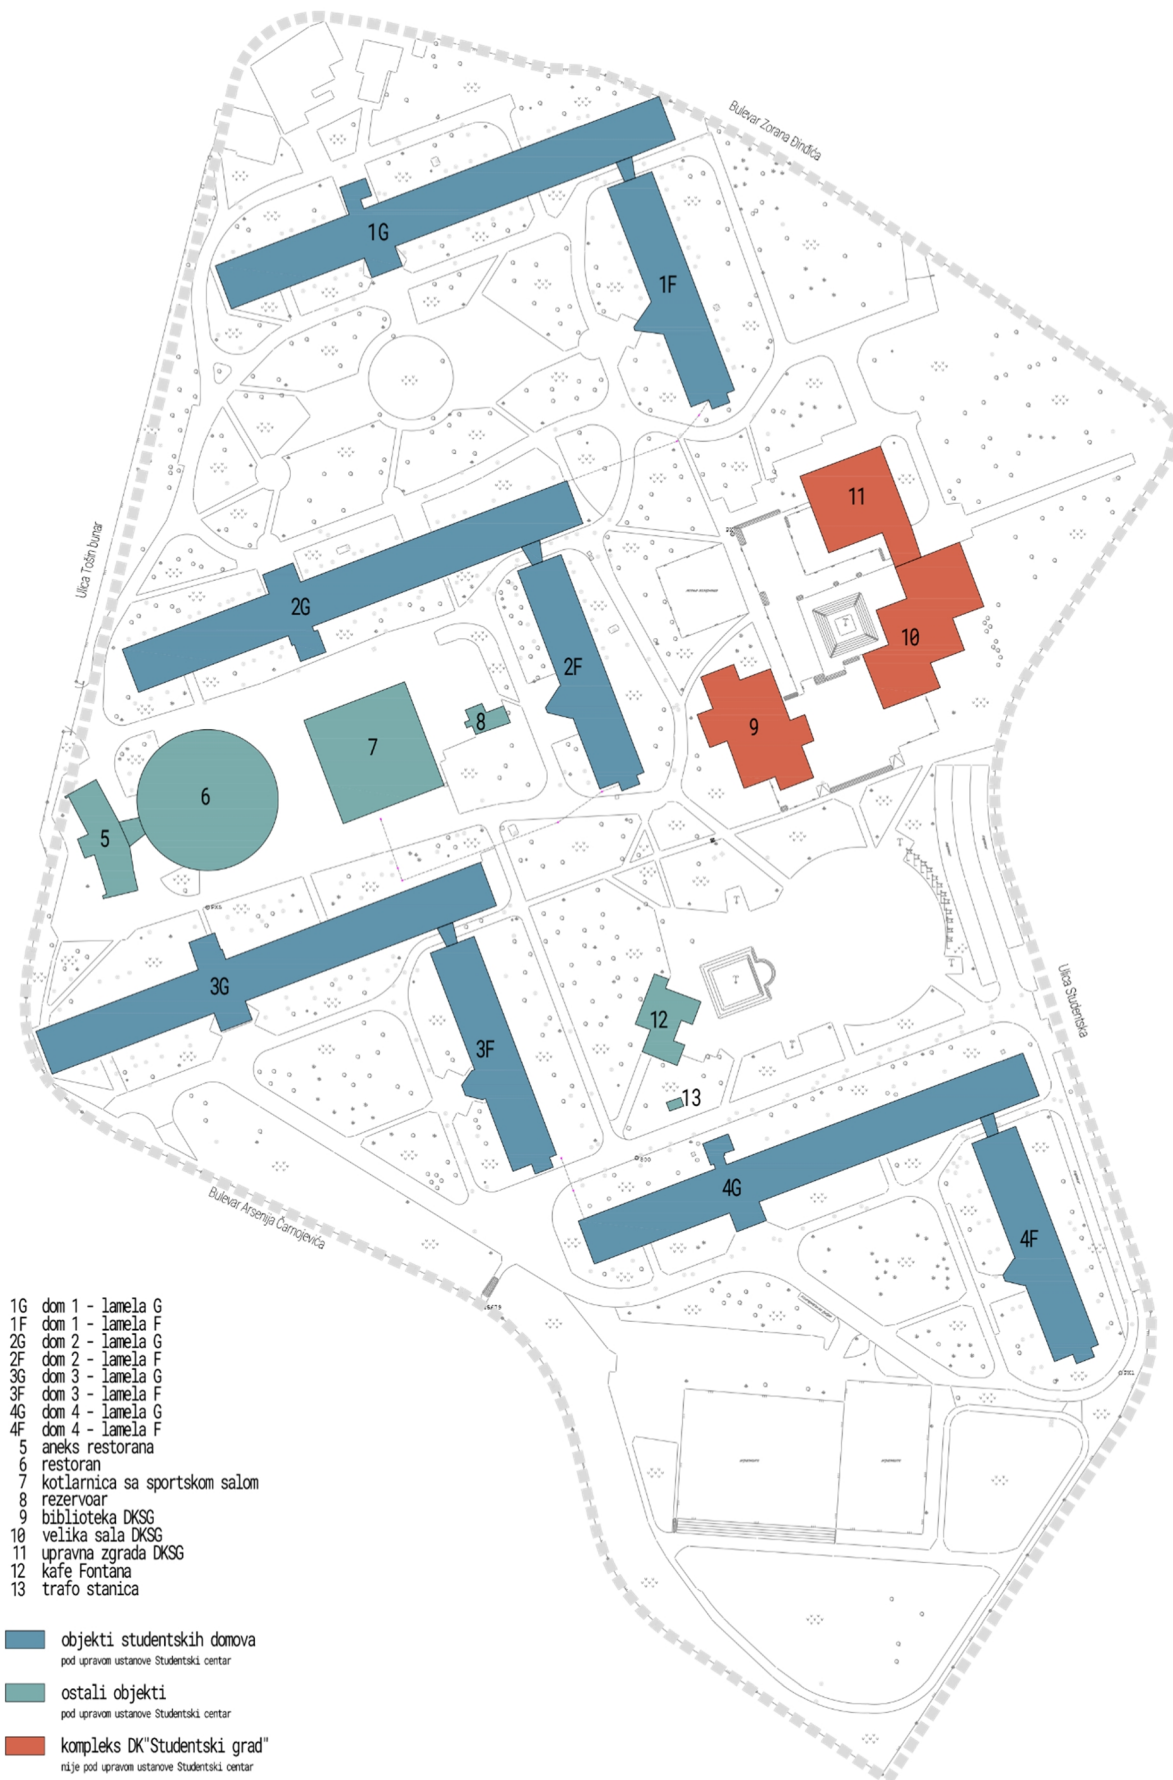 Bulevar Zorana Đinđića
1G
1F
11
Ulica Tošin bunar
2G
10
2F
9
8
7
6
5
3G
12
3F
13
Ulica Studentska
4G
4F
Bulevar Arsenija Čarnojevića
1G dom 1 - lamela G
1F dom 1 - lamela F
2G dom 2 - lamela G
2F dom 2 - lamela F
3G dom 3 - lamela G
3F dom 3 - lamela F
4G dom 4 - lamela G
4F dom 4 - lamela F
5 aneks restorana
6 restoran
7 kotlarnica sa sportskom salom
8 rezervoar
9 biblioteka DKSG
10 velika sala DKSG
11 upravna zgrada DKSG
12 kafe Fontana
13 trafo stanica
objekti studentskih domova
pod upravom ustanove Studentski centar
ostali objekti
pod upravom ustanove Studentski centar
kompleks DK"Studentski grad"
nije pod upravom ustanove Studentski centar